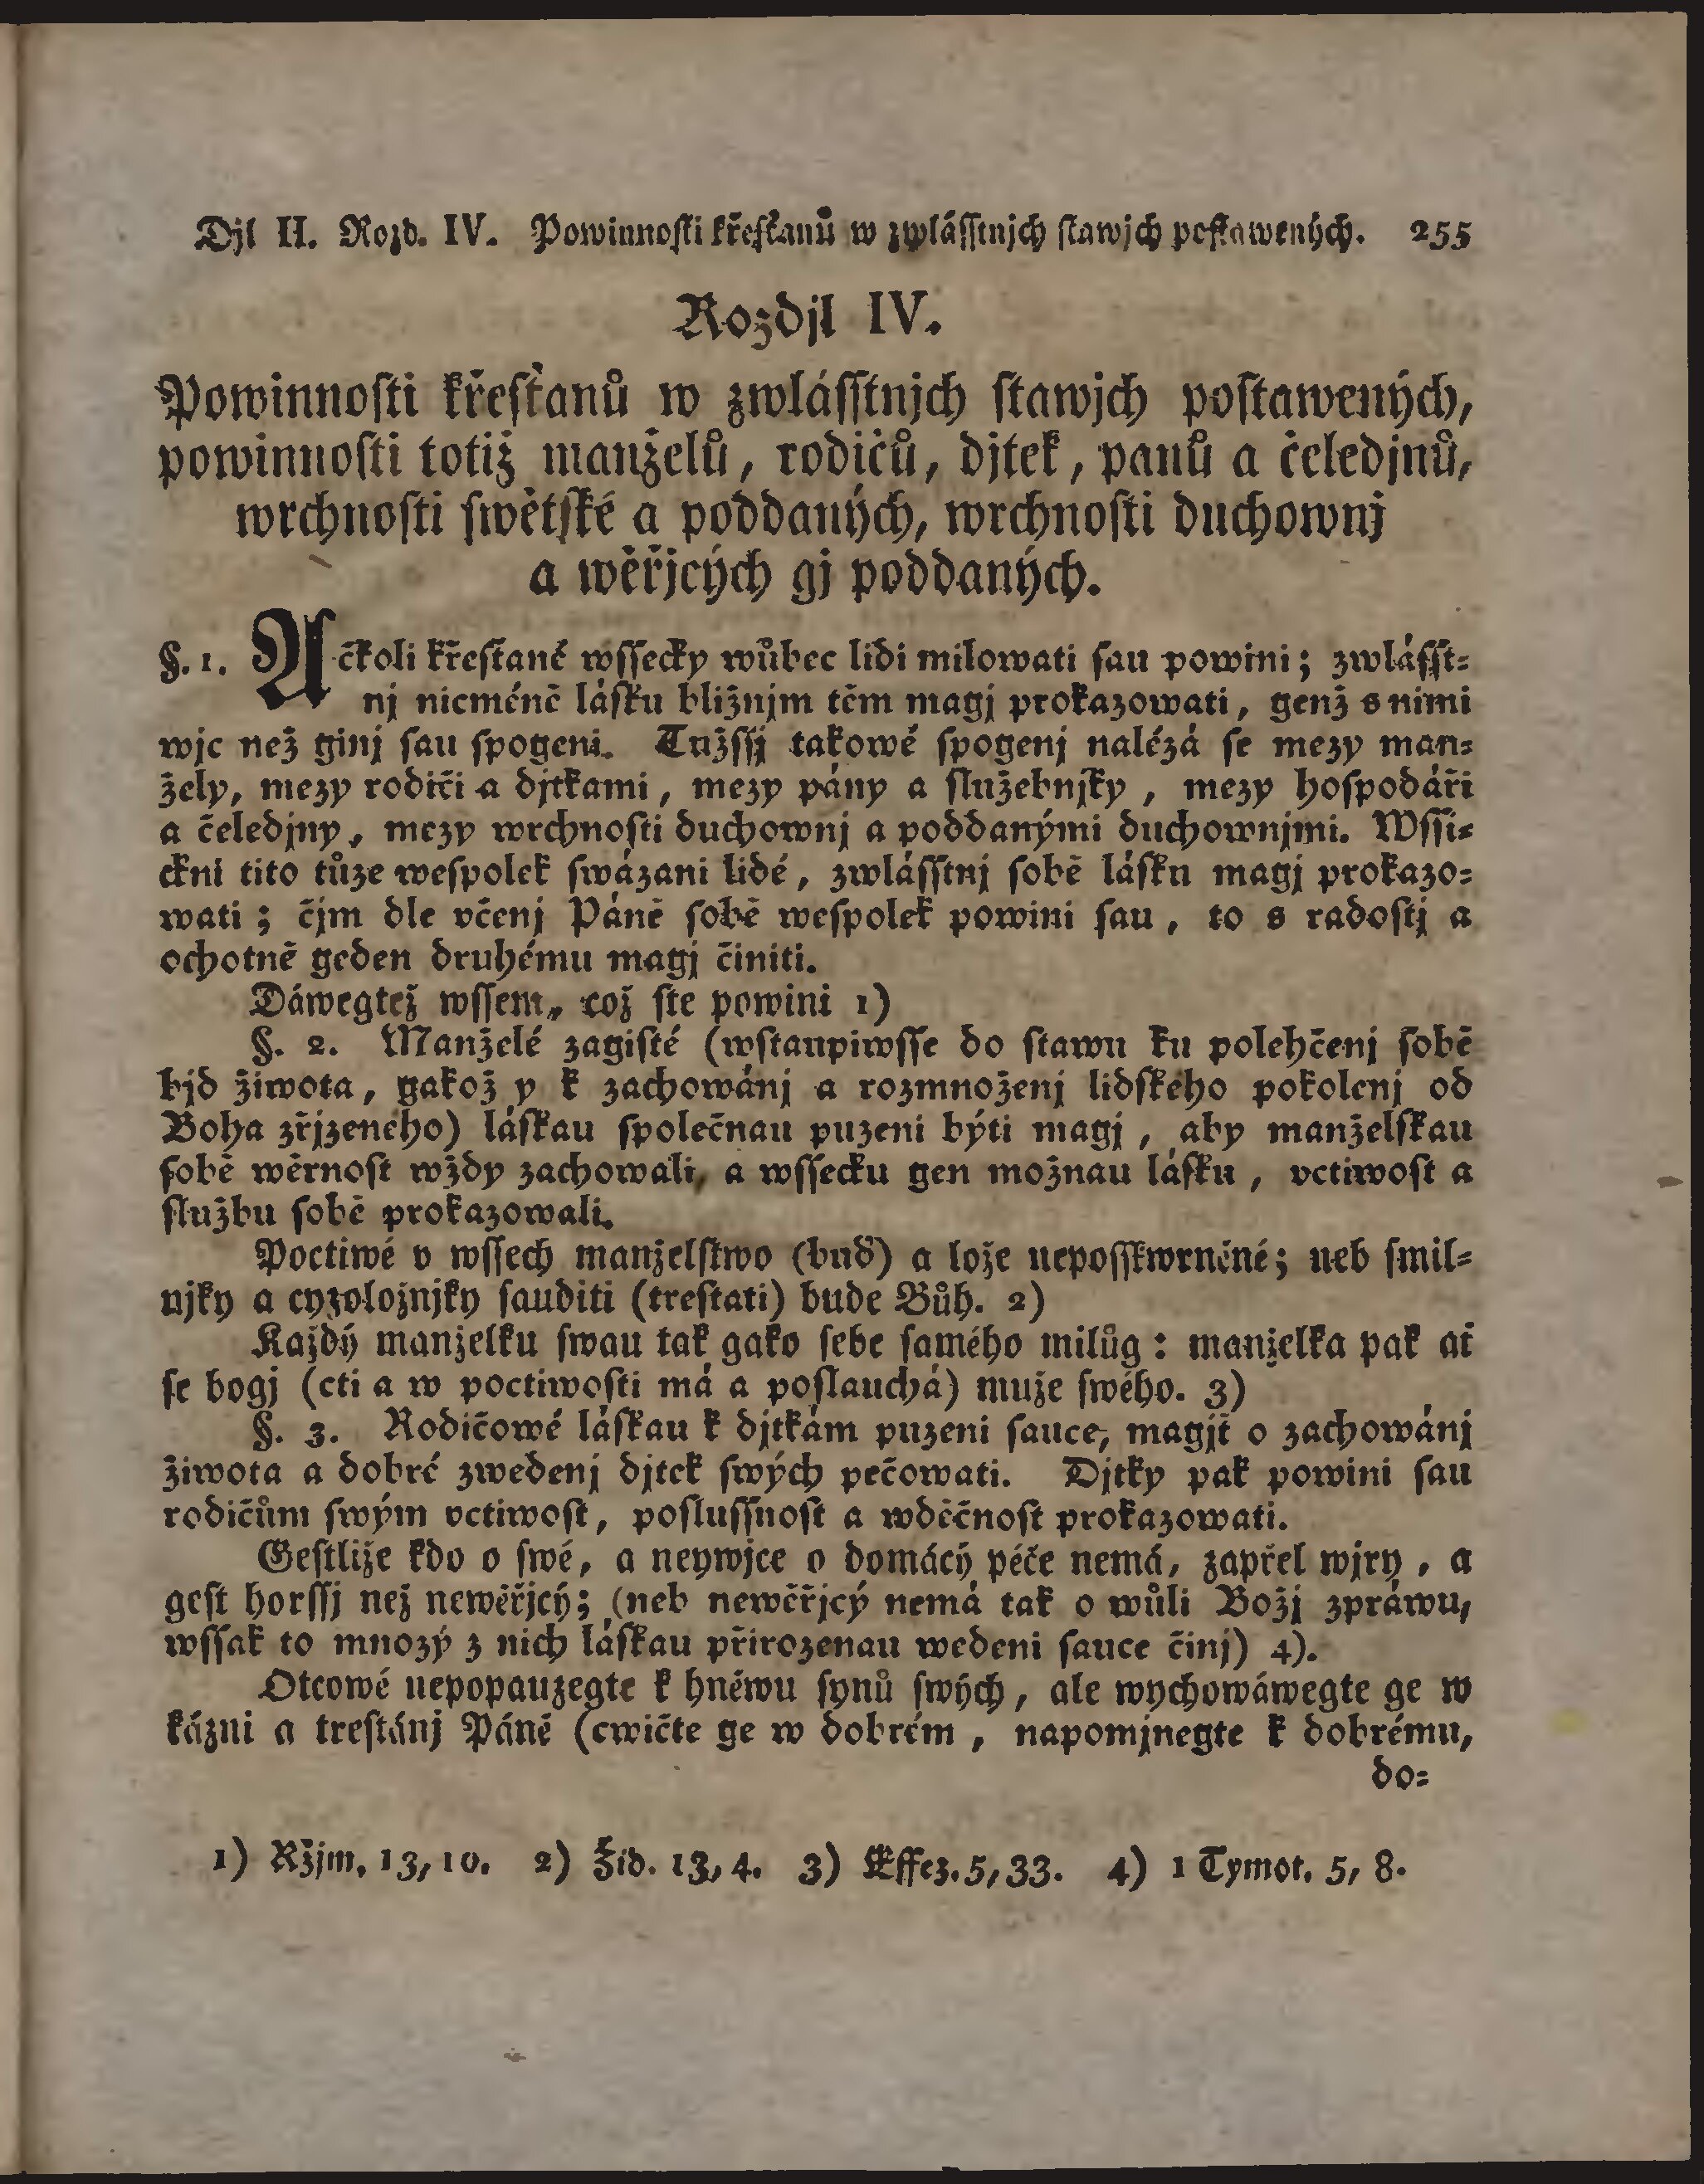 Djl II. Rozd. IV. Powinnoſti křeſťanů w zwláſſtnjch ſtawjch poſtawených. 255
Rozdjl IV.
Powinnoſti křeſťanů w zwláſſtnjch ſtawjch poſtawených,
powinnoſti totiž manželů, rodičů, djtek, panů a čeledjnů,
wrchnoſti ſwětſké a poddaných, wrchnoſti duchownj
a wěřjcých gj poddaných.
§. 1. Ačkoli křeſťané wſſecky wůbec lidi milowati ſau powini; zwláſſt=
nj nicméně láſku bližnjm těm magj prokazowati, genž s nimi
wjc než ginj ſau ſpogeni. Tužſſj takowé ſpogenj nalézá ſe mezy man=
žely, mezy rodiči a djtkami, mezy pány a ſlužebnjky, mezy hoſpodáři
a čeledjny, mezy wrchnoſti duchownj a poddanými duchownjmi. Wſſi=
ckni tito tůze weſpolek ſwázani lidé, zwláſſtnj ſobě láſku magj prokazo=
wati; čjm dle včenj Páně ſobě weſpolek powini ſau, to s radoſtj a
ochotně geden druhému magj činiti.
Dáwegtež wſſem, což ſte powini 1)
§. 2. Manželé zagiſté (wſtaupiwſſe do ſtawu ku polehčenj ſobě
bjd žiwota, gakož y k zachowánj a rozmnoženj lidſkého pokolenj od
Boha zřjzeného) láſkau ſpolečnau puzeni býti magj, aby manželſkau
ſobě wěrnoſt wždy zachowali, a wſſecku gen možnau láſku, vctiwoſt a
ſlužbu ſobě prokazowali.
Poctiwé v wſſech manželſtwo (buď) a lože nepoſſkwrněné; neb ſmil=
njky a cyzoložnjky ſauditi (treſtati) bude Bůh. 2)
Každý manželku ſwau tak gako ſebe ſamého milůg: manželka pak ať
ſe bogj (cti a w poctiwoſti má a poſlauchá) muže ſwého. 3)
§. 3. Rodičowé láſkau k djtkám puzeni ſauce, magjť o zachowánj
žiwota a dobré zwedenj djtek ſwých pečowati. Djtky pak powini ſau
rodičům ſwým vctiwoſt, poſluſſnoſt a wděčnoſt prokazowati.
Geſtliže kdo o ſwé, a neywjce o domácý péče nemá, zapřel wjry, a
geſt horſſj než newěřjcý; (neb newěřjcý nemá tak o wůli Božj zpráwu,
wſſak to mnozý z nich láſkau přirozenau wedeni ſauce činj) 4).
Otcowé nepopauzegte k hněwu ſynů ſwých, ale wychowáwegte ge w
kázni a treſtánj Páně (cwičte ge w dobrém, napomjnegte k dobrému,
do=
1) Ržjm. 13, 10. 2) Žid. 13, 4. 3) Effez. 5, 33. 4) 1 Tymot. 5, 8.